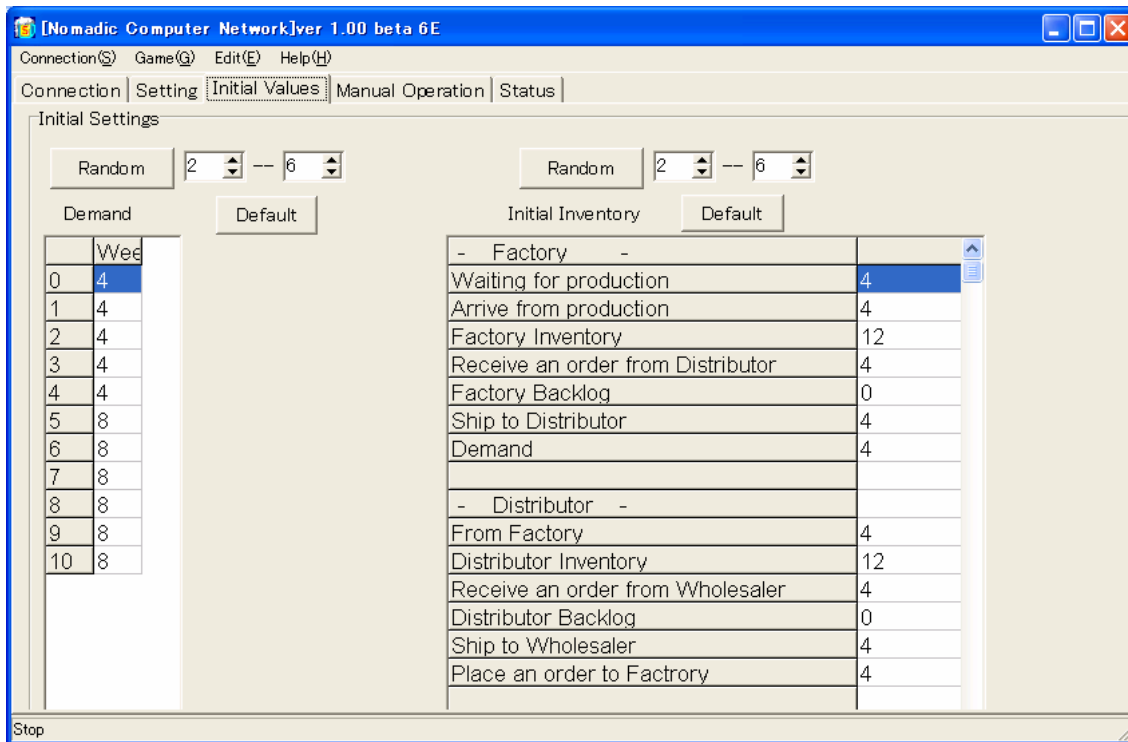 [Nomadic Computer Network]ver 1.00 beta 6E
Connection(S) Game(G) Edit(E) Help(H)
Connection Setting Initial Values Manual Operation Status
Initial Settings
Random 2 -- 6 Random 2 -- 6
Demand Default Initial Inventory Default
Wee - Factory -
0 4 Waiting for production 4
1 4 Arrive from production 4
2 4 Factory Inventory 12
3 4 Receive an order from Distributor 4
4 4 Factory Backlog 0
5 8 Ship to Distributor 4
6 8 Demand 4
7 8
8 8 - Distributor -
9 8 From Factory 4
10 8 Distributor Inventory 12
Receive an order from Wholesaler 4
Distributor Backlog 0
Ship to Wholesaler 4
Place an order to Factrory 4
Stop